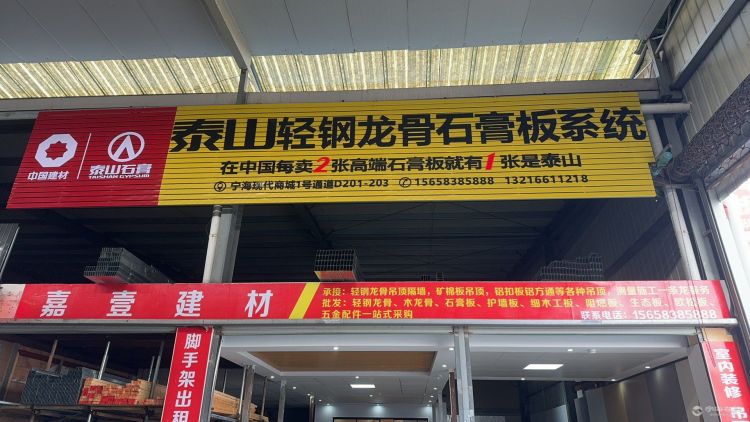 中国建材
泰山石膏
TAISHAN GYPSUM
泰山轻钢龙骨石膏板系统
在中国每卖2张高端石膏板就有1张是泰山
宁海现代商城1号通道D201-203 15658385888 13216611218
嘉壹建材
承接：轻钢龙骨吊顶隔墙，矿棉板吊顶，铝扣板铝方通等各种吊顶，测量施工一条龙服务
批发：轻钢龙骨、木龙骨、石膏板、护墙板、细木工板、阻燃板、生态板、欧松板、
五金配件一站式采购
联系电话：15658385888
脚手架出租
室内装修 吊